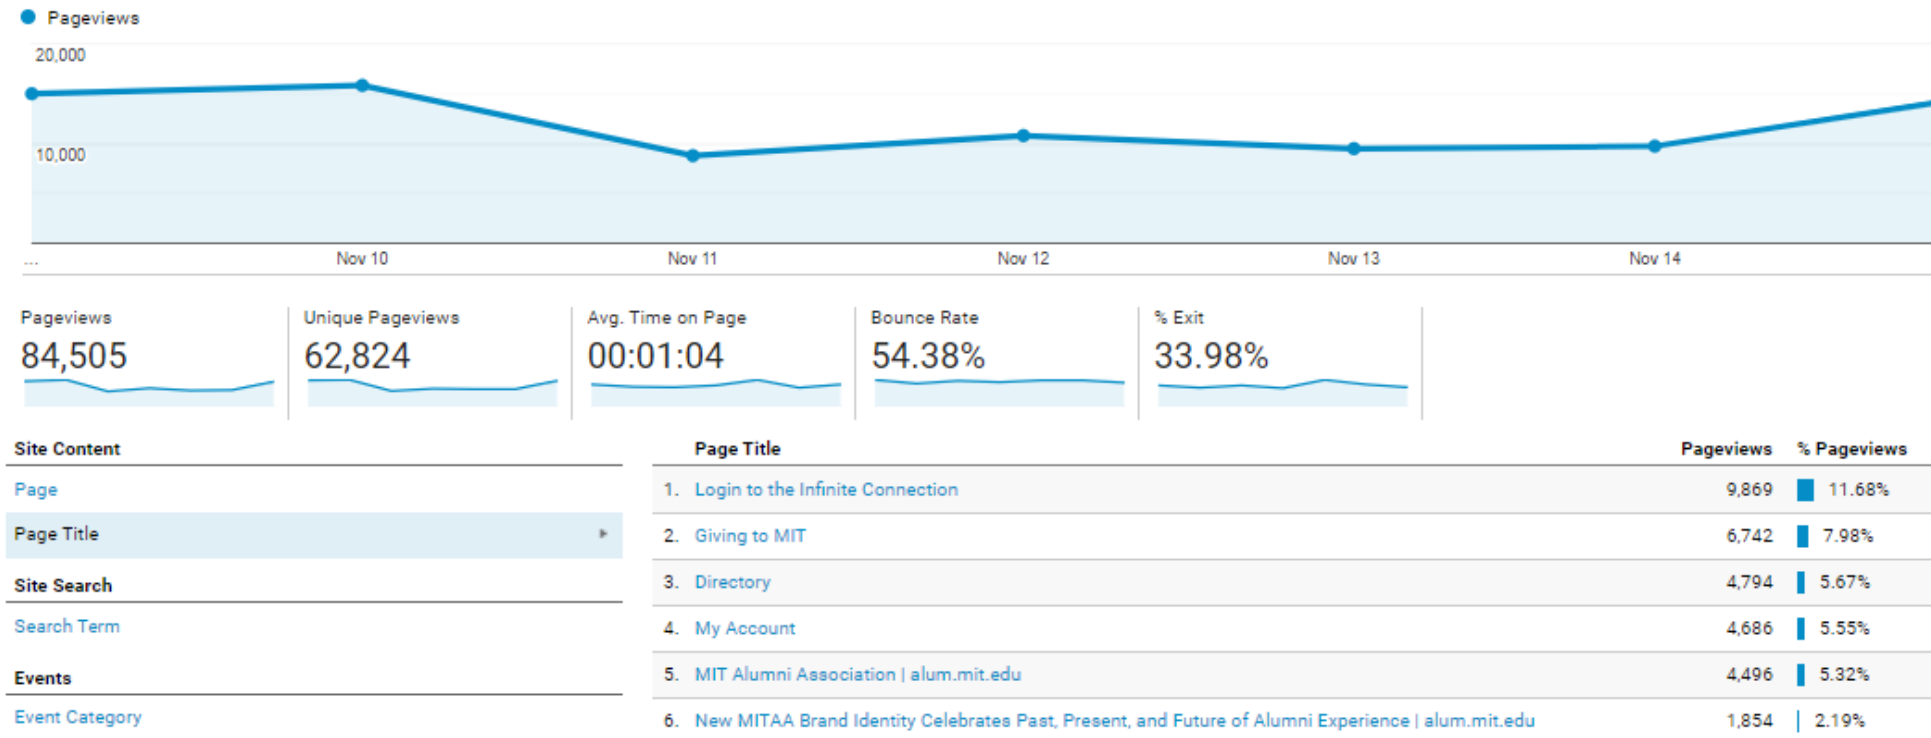 Pageviews
20,000
10,000
...
Nov 10
Nov 11
Nov 12
Nov 13
Nov 14
Pageviews
84,505
Unique Pageviews
62,824
Avg. Time on Page
00:01:04
Bounce Rate
54.38%
% Exit
33.98%
Site Content
Page
Page Title
Site Search
Search Term
Events
Event Category
Page Title Pageviews % Pageviews
1. Login to the Infinite Connection 9,869 11.68%
2. Giving to MIT 6,742 7.98%
3. Directory 4,794 5.67%
4. My Account 4,686 5.55%
5. MIT Alumni Association | alum.mit.edu 4,496 5.32%
6. New MITAA Brand Identity Celebrates Past, Present, and Future of Alumni Experience | alum.mit.edu 1,854 2.19%